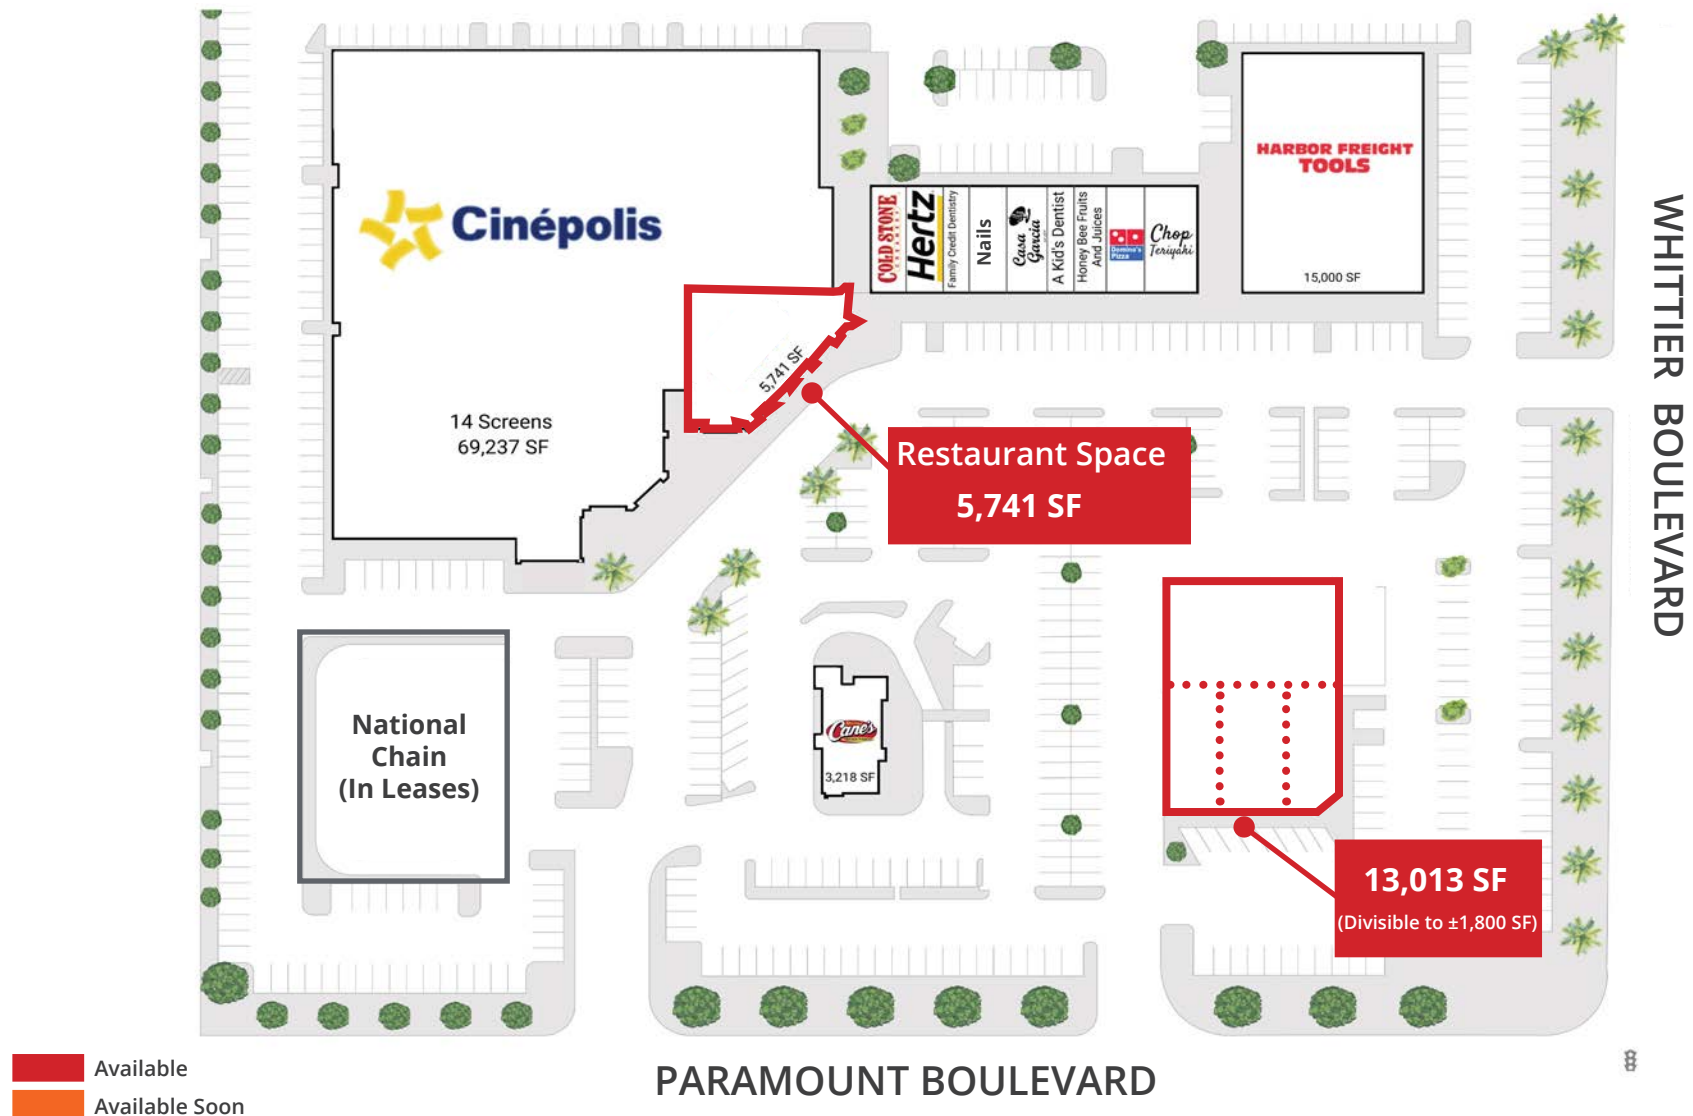 Cinépolis
14 Screens
69,237 SF
5,741 SF
COLD STONE
CREAMERY
Hertz
Family Credit Dentistry
Nails
Casa
Garcia
A Kid's Dentist
Honey Bee Fruits
And Juices
Domino's
Pizza
Chop
Teriyaki
HARBOR FREIGHT
TOOLS
15,000 SF
WHITTIER BOULEVARD
Restaurant Space
5,741 SF
National
Chain
(In Leases)
Cane's
3,218 SF
13,013 SF
(Divisible to ±1,800 SF)
PARAMOUNT BOULEVARD
Available
Available Soon